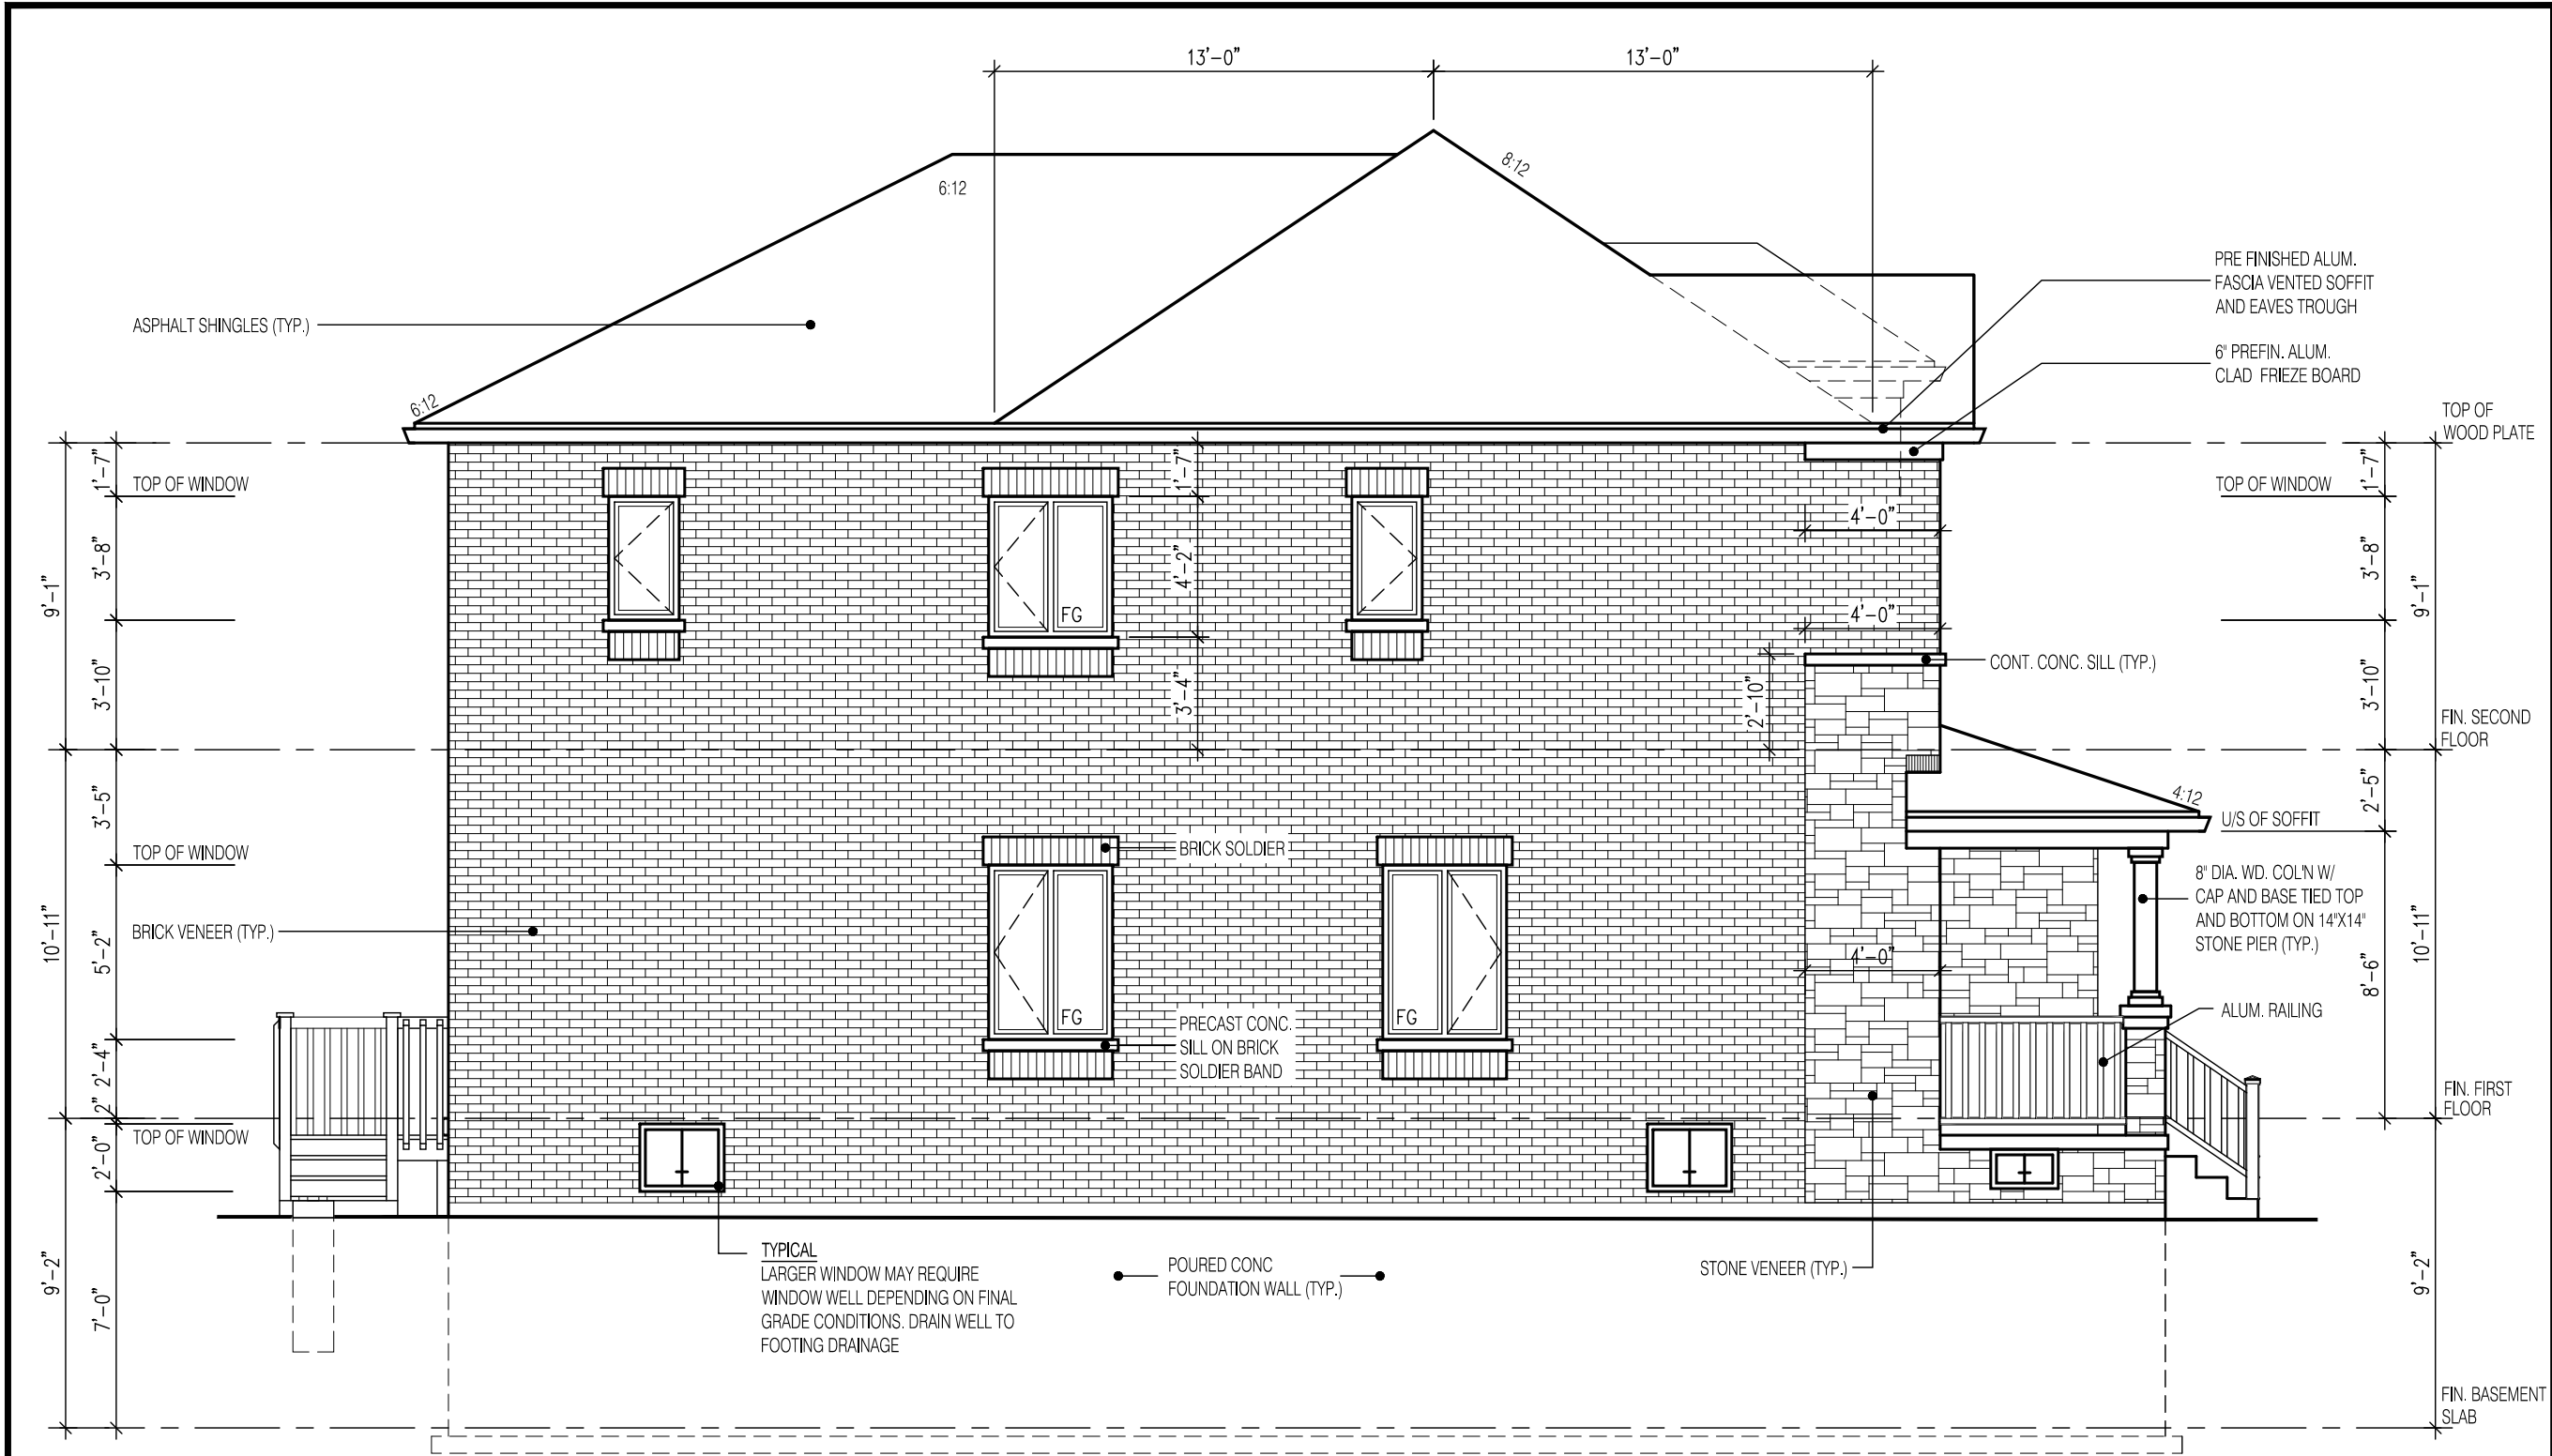 13'-0"
13'-0"
8:12
6:12
6:12
ASPHALT SHINGLES (TYP.)
PRE FINISHED ALUM.
FASCIA VENTED SOFFIT
AND EAVES TROUGH
6" PREFIN. ALUM.
CLAD FRIEZE BOARD
TOP OF
WOOD PLATE
1'-7"
TOP OF WINDOW
3'-8"
9'-1"
3'-10"
1'-7"
4'-2"
3'-4"
FG
4'-0"
4'-0"
2'-10"
TOP OF WINDOW
1'-7"
3'-8"
9'-1"
3'-10"
CONT. CONC. SILL (TYP.)
FIN. SECOND
FLOOR
3'-5"
TOP OF WINDOW
10'-11"
5'-2"
BRICK VENEER (TYP.)
2'-4"
2"
TOP OF WINDOW
2'-0"
BRICK SOLDIER
FG
FG
PRECAST CONC.
SILL ON BRICK
SOLDIER BAND
4'-0"
4:12
2'-5"
U/S OF SOFFIT
8" DIA. WD. COL'N W/
CAP AND BASE TIED TOP
AND BOTTOM ON 14"X14"
STONE PIER (TYP.)
8'-6"
10'-11"
ALUM. RAILING
FIN. FIRST
FLOOR
9'-2"
7'-0"
TYPICAL
LARGER WINDOW MAY REQUIRE
WINDOW WELL DEPENDING ON FINAL
GRADE CONDITIONS. DRAIN WELL TO
FOOTING DRAINAGE
POURED CONC
FOUNDATION WALL (TYP.)
STONE VENEER (TYP.)
9'-2"
FIN. BASEMENT
SLAB